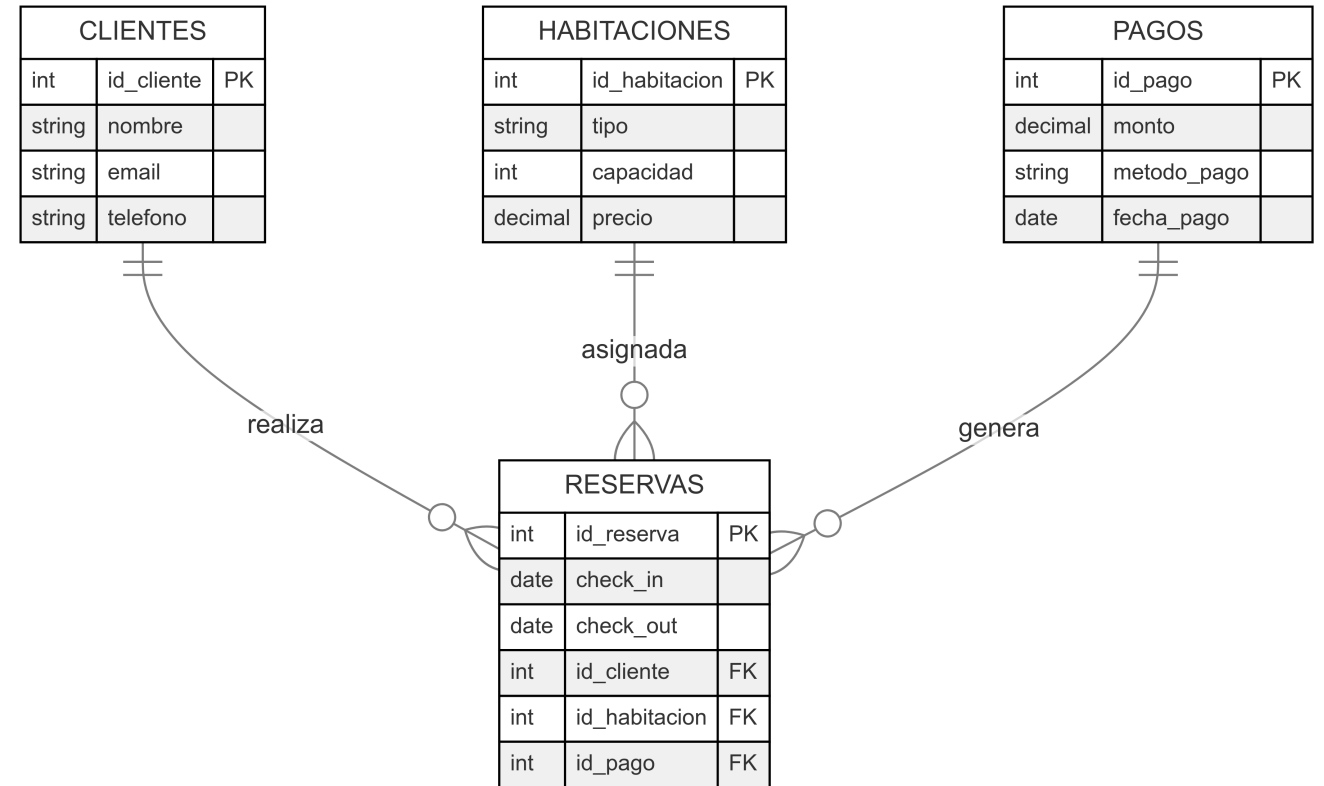 CLIENTES
int id_cliente PK
string nombre
string email
string telefono
HABITACIONES
int id_habitacion PK
string tipo
int capacidad
decimal precio
PAGOS
int id_pago PK
decimal monto
string metodo_pago
date fecha_pago
realiza
asignada
genera
RESERVAS
int id_reserva PK
date check_in
date check_out
int id_cliente FK
int id_habitacion FK
int id_pago FK